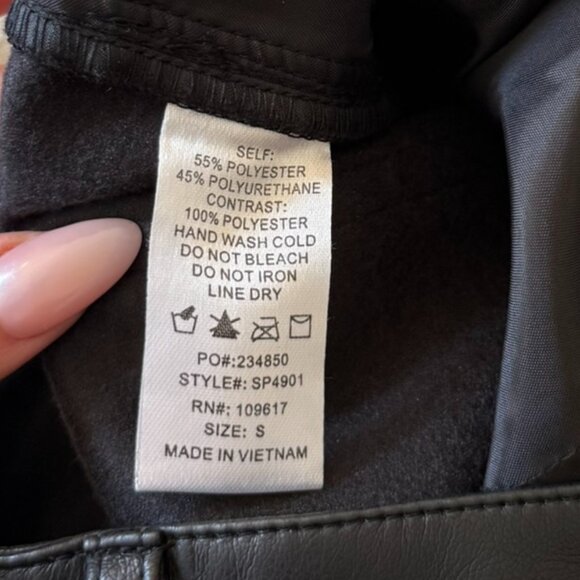 SELF:
55% POLYESTER
45% POLYURETHANE
CONTRAST:
100% POLYESTER
HAND WASH COLD
DO NOT BLEACH
DO NOT IRON
LINE DRY
PO#:234850
STYLE#: SP4901
RN#: 109617
SIZE: S
MADE IN VIETNAM